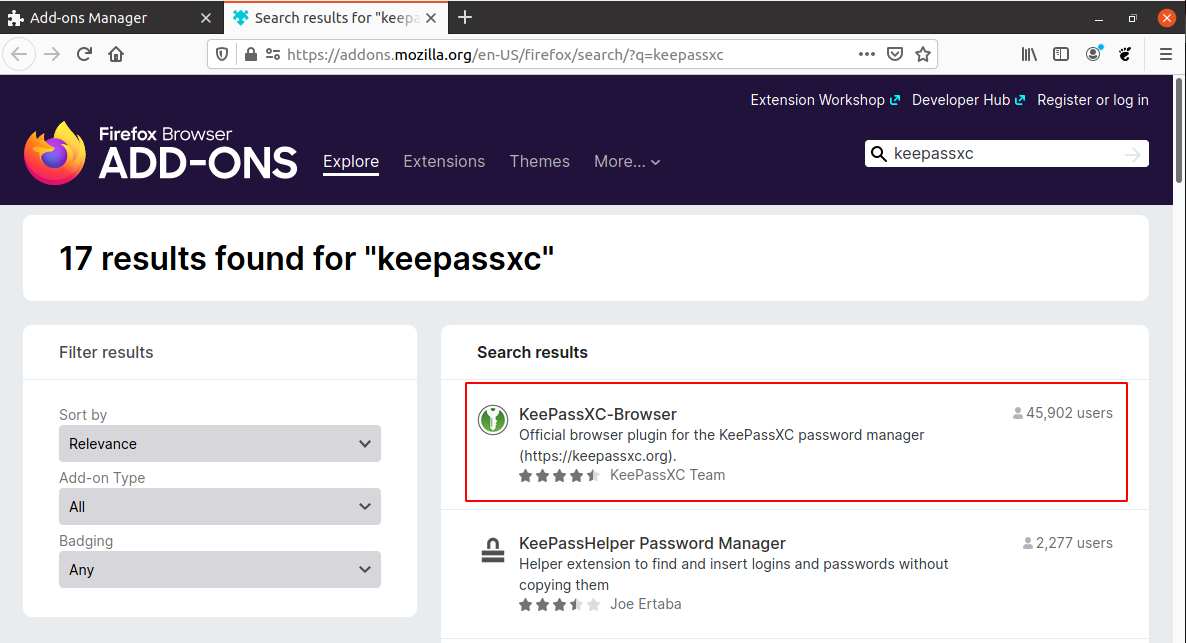 Add-ons Manager
Search results for "keepa
https://addons.mozilla.org/en-US/firefox/search/?q=keepassxc
Extension Workshop Developer Hub Register or log in
Firefox Browser
ADD-ONS
Explore Extensions Themes More...
keepassxc
17 results found for "keepassxc"
Filter results
Sort by
Relevance
Add-on Type
All
Badging
Any
Search results
KeePassXC-Browser
45,902 users
Official browser plugin for the KeePassXC password manager
(https://keepassxc.org).
KeePassXC Team
KeePassHelper Password Manager
2,277 users
Helper extension to find and insert logins and passwords without
copying them
Joe Ertaba